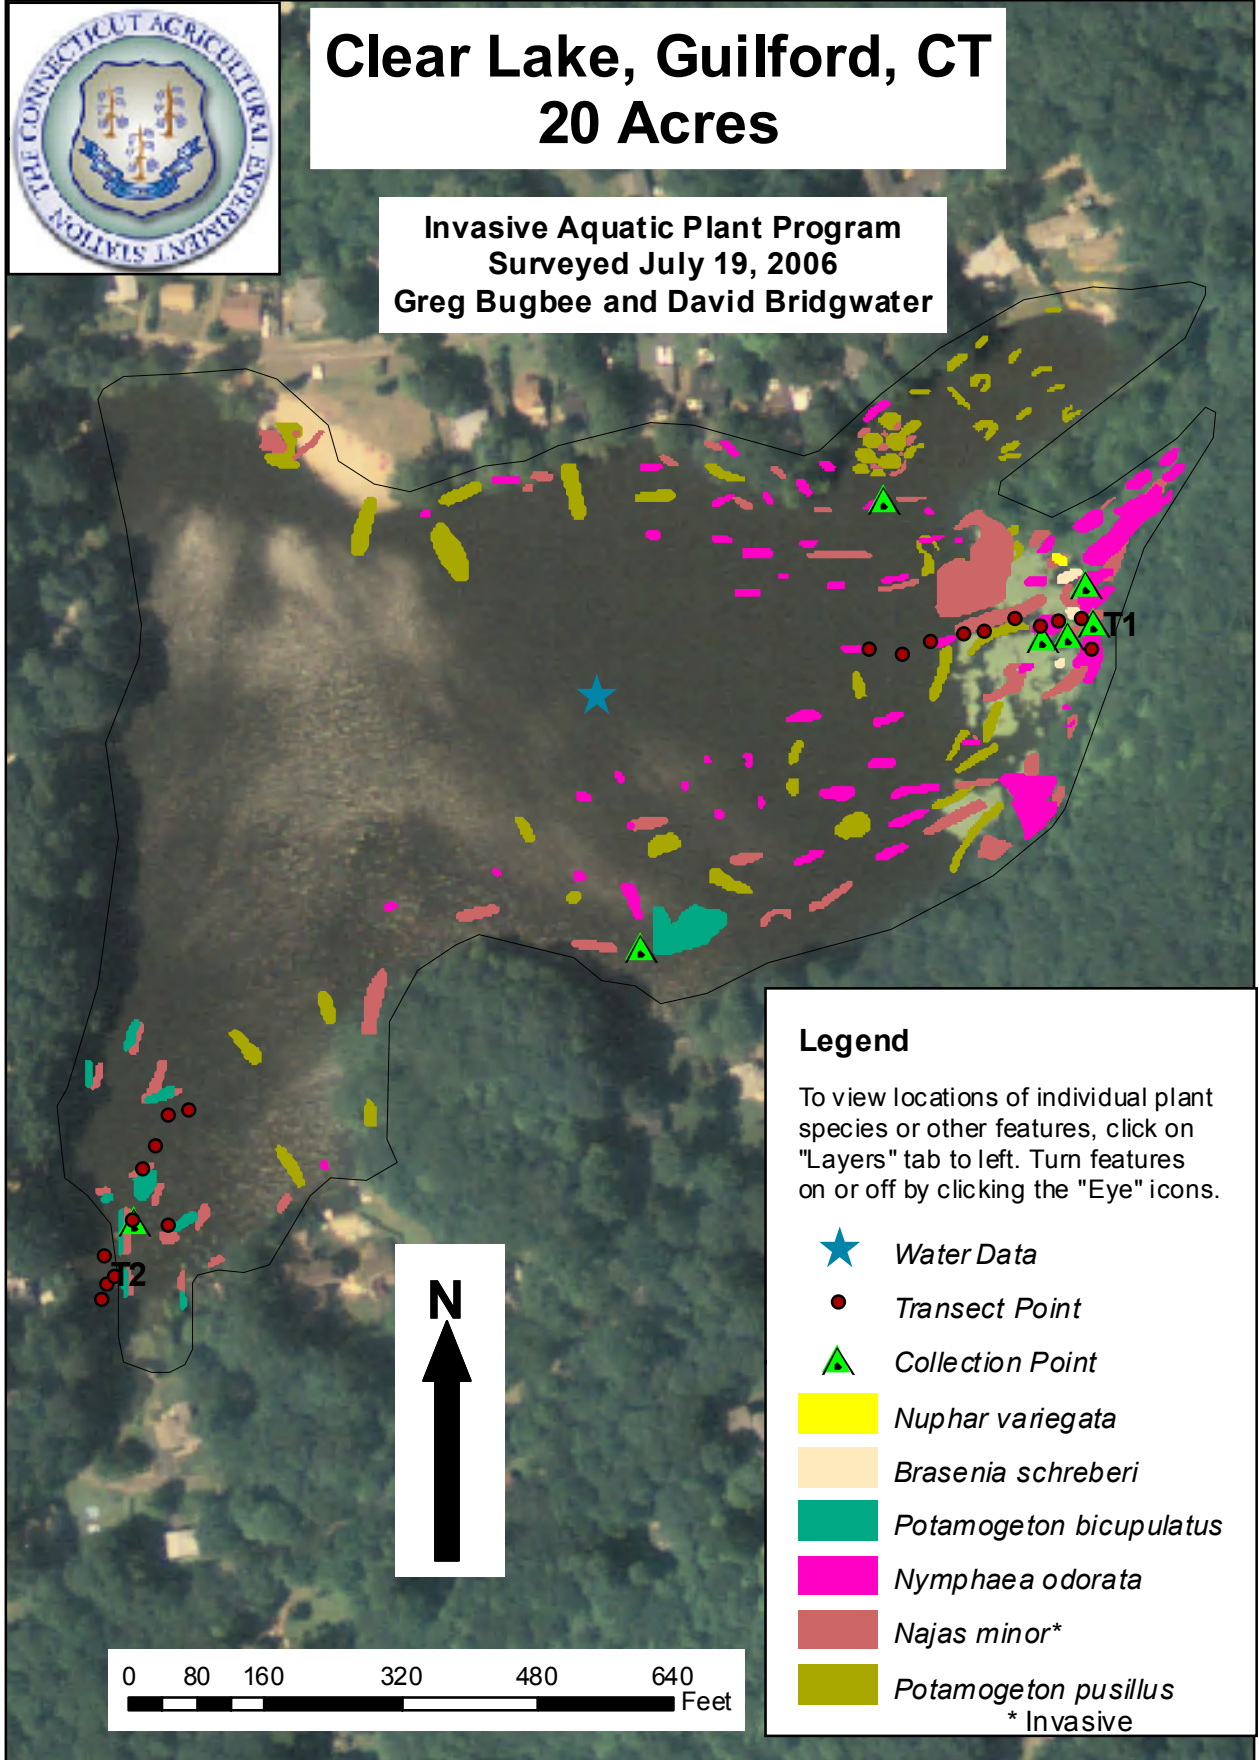 THE CONNECTICUT AGRICULTURAL EXPERIMENT STATION
Clear Lake, Guilford, CT
20 Acres
Invasive Aquatic Plant Program
Surveyed July 19, 2006
Greg Bugbee and David Bridgwater
T1
T2
N
Legend
To view locations of individual plant
species or other features, click on
"Layers" tab to left. Turn features
on or off by clicking the "Eye" icons.
Water Data
Transect Point
Collection Point
Nuphar variegata
Brasenia schreberi
Potamogeton bicupulatus
Nymphaea odorata
Najas minor*
Potamogeton pusillus
* Invasive
0 80 160 320 480 640
Feet